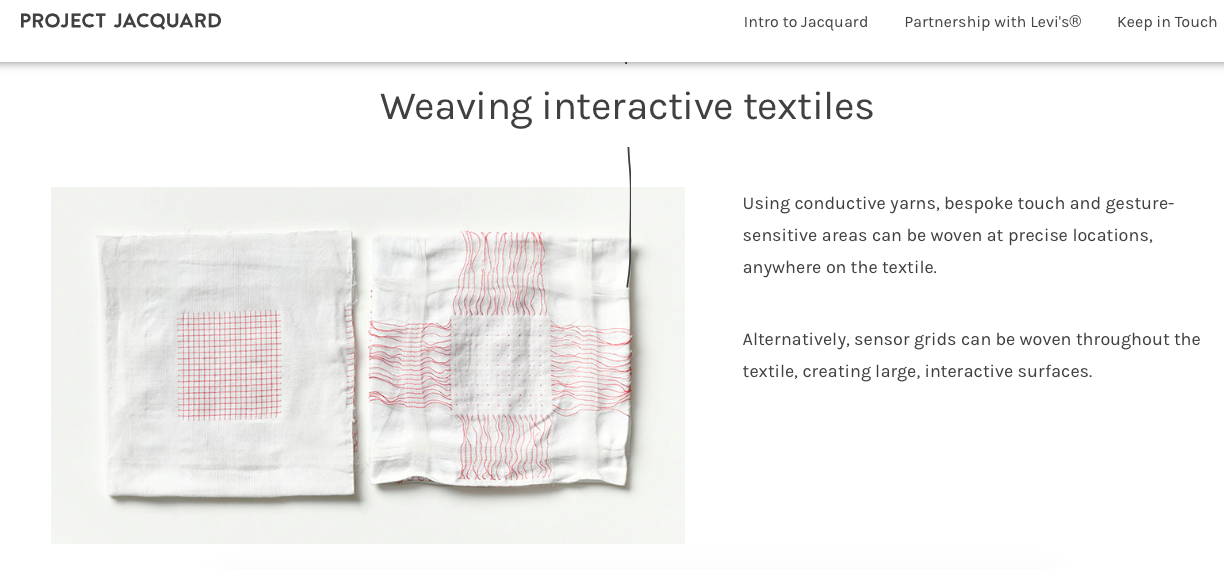 PROJECT JACQUARD
Intro to Jacquard
Partnership with Levi's®
Keep in Touch
Weaving interactive textiles
Using conductive yarns, bespoke touch and gesture-
sensitive areas can be woven at precise locations,
anywhere on the textile.
Alternatively, sensor grids can be woven throughout the
textile, creating large, interactive surfaces.